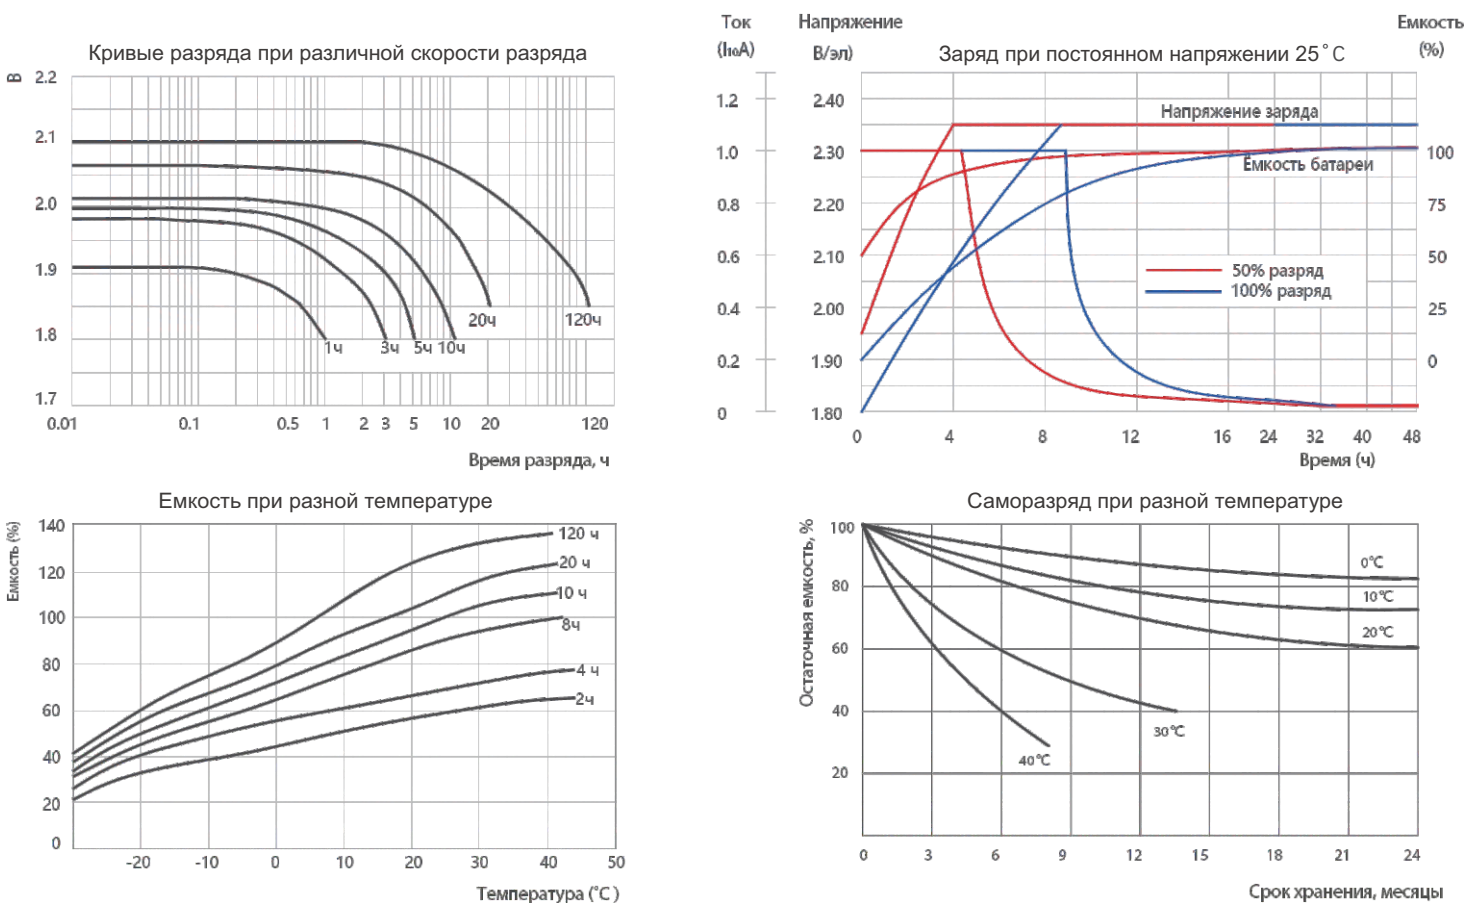 Кривые разряда при различной скорости разряда
В
2.2
2.1
2.0
1.9
1.8
1.7
20ч
120ч
1ч
3ч
5ч
10ч
0.01 0.1 0.5 1 2 3 5 10 20 120
Время разряда, ч
Ток Напряжение Емкость
(I₁₀A) В/эл) Заряд при постоянном напряжении 25°C (%)
1.2 2.40
Напряжение заряда
1.0 2.30 100
Емкость батареи
0.8 2.20 75
0.6 2.10 50
50% разряд
100% разряд
0.4 2.00 25
0.2 1.90 0
0 1.80
0 4 8 12 16 24 32 40 48
Время (ч)
Емкость при разной температуре
Емкость (%)
140
120
100
80
60
40
20
0
120 ч
20 ч
10 ч
8ч
4 ч
2ч
-20 -10 0 10 20 30 40 50
Температура (°C )
Саморазряд при разной температуре
Остаточная емкость, %
100
80
60
40
20
0°C
10°C
20°C
30°C
40°C
0 3 6 9 12 15 18 21 24
Срок хранения, месяцы